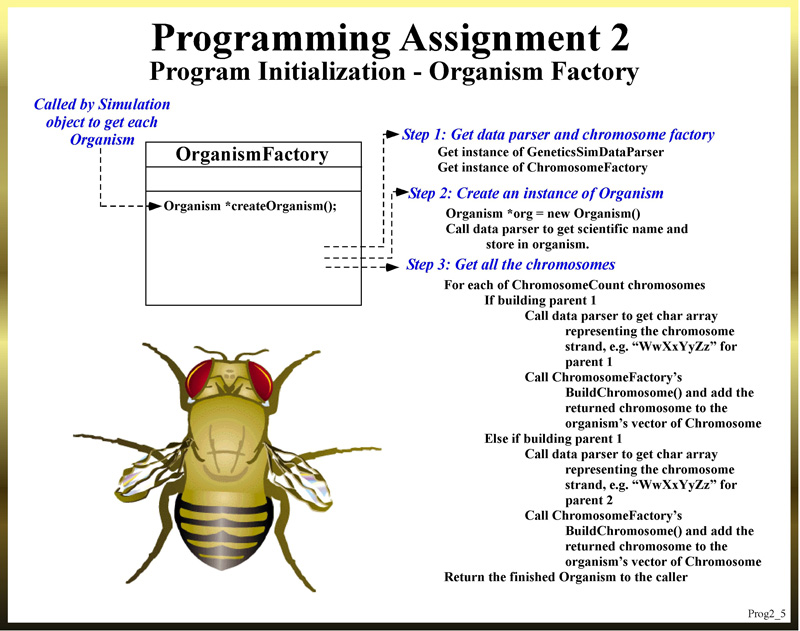 Programming Assignment 2
Program Initialization - Organism Factory
Called by Simulation
object to get each
Organism
OrganismFactory
Organism *createOrganism();
Step 1: Get data parser and chromosome factory
Get instance of GeneticsSimDataParser
Get instance of ChromosomeFactory
Step 2: Create an instance of Organism
Organism *org = new Organism()
Call data parser to get scientific name and
store in organism.
Step 3: Get all the chromosomes
For each of ChromosomeCount chromosomes
If building parent 1
Call data parser to get char array
representing the chromosome
strand, e.g. “WwXxYyZz” for
parent 1
Call ChromosomeFactory’s
BuildChromosome() and add the
returned chromosome to the
organism’s vector of Chromosome
Else if building parent 1
Call data parser to get char array
representing the chromosome
strand, e.g. “WwXxYyZz” for
parent 2
Call ChromosomeFactory’s
BuildChromosome() and add the
returned chromosome to the
organism’s vector of Chromosome
Return the finished Organism to the caller
Prog2_5